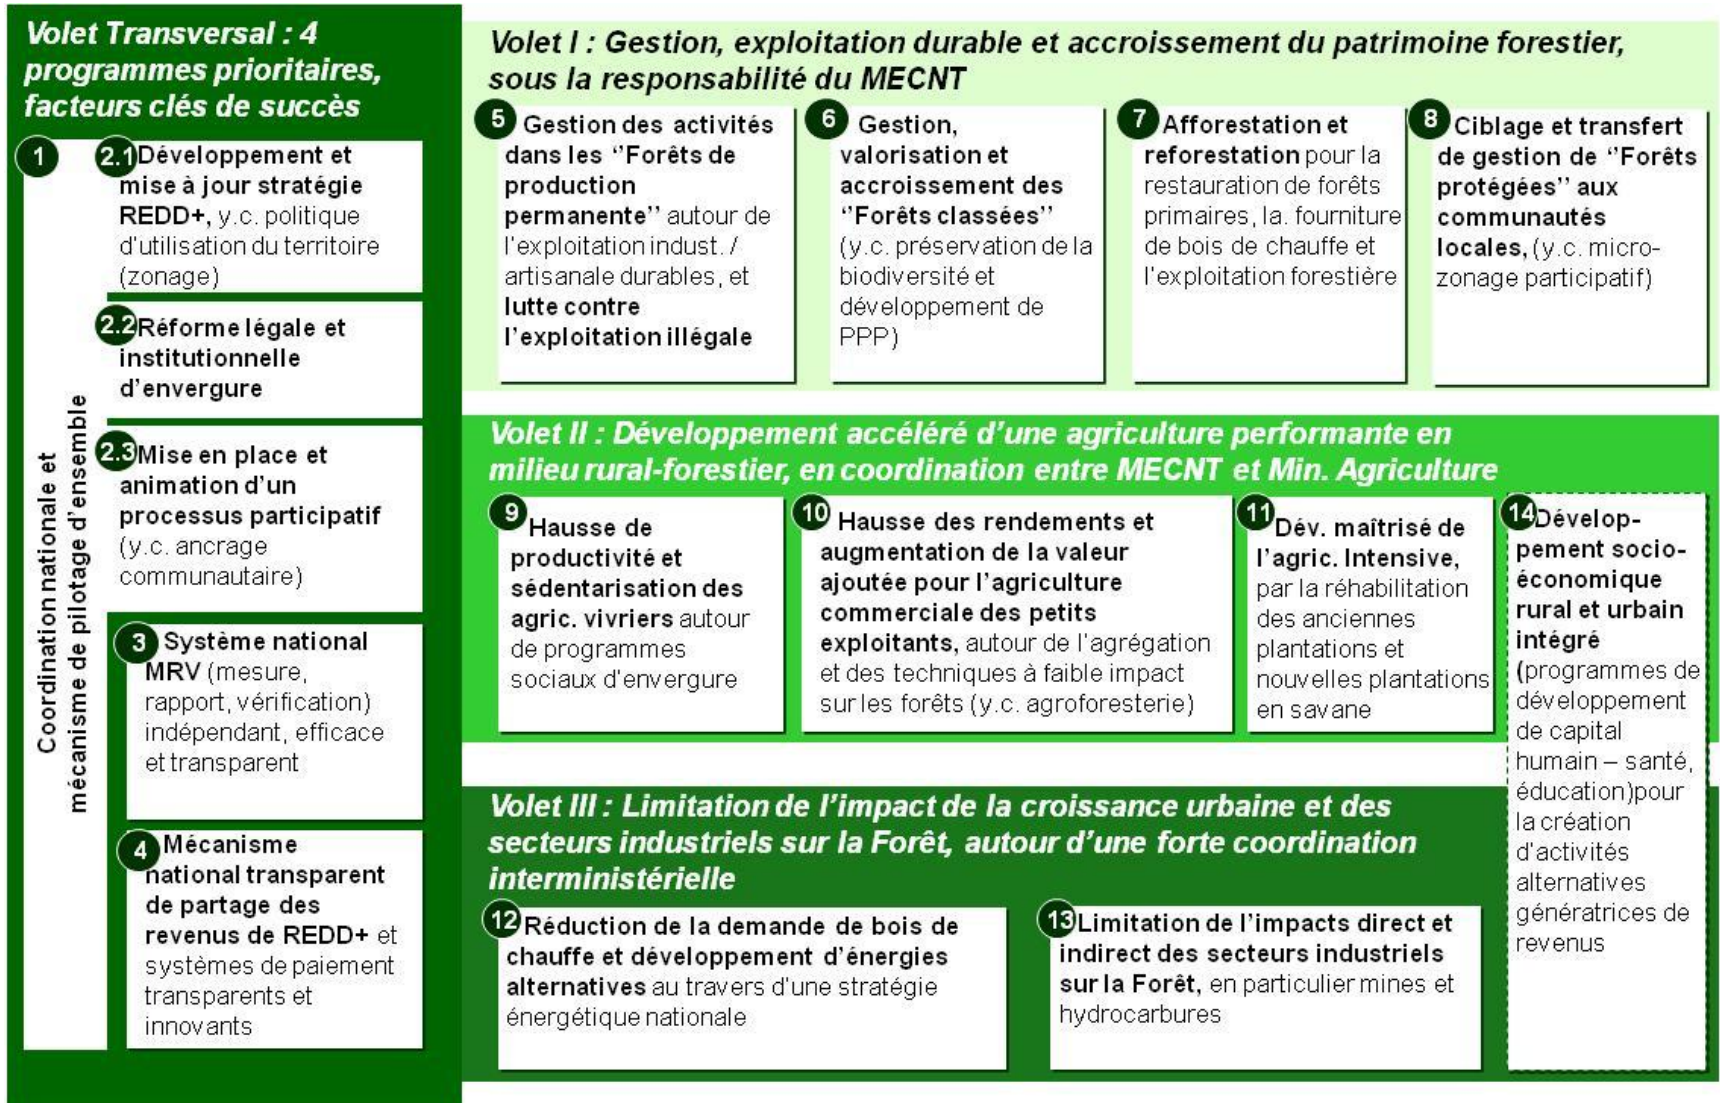 Volet Transversal : 4
programmes prioritaires,
facteurs clés de succès
1
Coordination nationale et
mécanisme de pilotage d’ensemble
2.1 Développement et
mise à jour stratégie
REDD+, y.c. politique
d’utilisation du territoire
(zonage)
2.2 Réforme légale et
institutionnelle
d’envergure
2.3 Mise en place et
animation d’un
processus participatif
(y.c. ancrage
communautaire)
3 Système national
MRV (mesure,
rapport, vérification)
indépendant, efficace
et transparent
4 Mécanisme
national transparent
de partage des
revenus de REDD+ et
systèmes de paiement
transparents et
innovants
Volet I : Gestion, exploitation durable et accroissement du patrimoine forestier,
sous la responsabilité du MECNT
5 Gestion des activités
dans les ‘’Forêts de
production
permanente’’ autour de
l’exploitation indust. /
artisanale durables, et
lutte contre
l’exploitation illégale
6 Gestion,
valorisation et
accroissement des
‘’Forêts classées’’
(y.c. préservation de la
biodiversité et
développement de
PPP)
7 Afforestation et
reforestation pour la
restauration de forêts
primaires, la. fourniture
de bois de chauffe et
l’exploitation forestière
8 Ciblage et transfert
de gestion de ‘’Forêts
protégées’’ aux
communautés
locales, (y.c. micro-
zonage participatif)
Volet II : Développement accéléré d’une agriculture performante en
milieu rural-forestier, en coordination entre MECNT et Min. Agriculture
9 Hausse de
productivité et
sédentarisation des
agric. vivriers autour
de programmes
sociaux d’envergure
10 Hausse des rendements et
augmentation de la valeur
ajoutée pour l’agriculture
commerciale des petits
exploitants, autour de l’agrégation
et des techniques à faible impact
sur les forêts (y.c. agroforesterie)
11 Dév. maîtrisé de
l’agric. Intensive,
par la réhabilitation
des anciennes
plantations et
nouvelles plantations
en savane
14 Dévelop-
pement socio-
économique
rural et urbain
intégré
(programmes de
développement
de capital
humain – santé,
éducation)pour
la création
d’activités
alternatives
génératrices de
revenus
Volet III : Limitation de l’impact de la croissance urbaine et des
secteurs industriels sur la Forêt, autour d’une forte coordination
interministérielle
12 Réduction de la demande de bois de
chauffe et développement d’énergies
alternatives au travers d’une stratégie
énergétique nationale
13 Limitation de l’impacts direct et
indirect des secteurs industriels
sur la Forêt, en particulier mines et
hydrocarbures